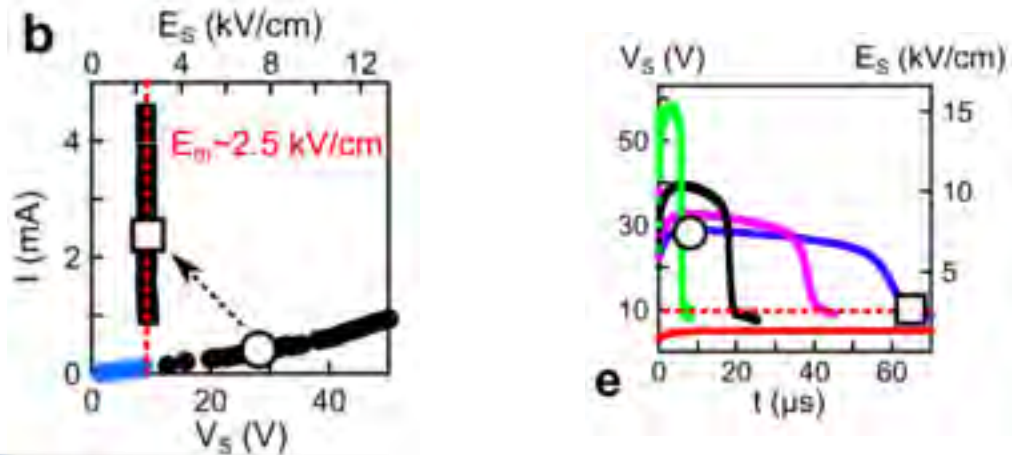 b
E_S (kV/cm)
0 4 8 12
E_th~2.5 kV/cm
4
2
0
I (mA)
0 20 40
V_S (V)
V_S (V) E_S (kV/cm)
50
30
10
15
10
5
0 20 40 60
e
t (µs)